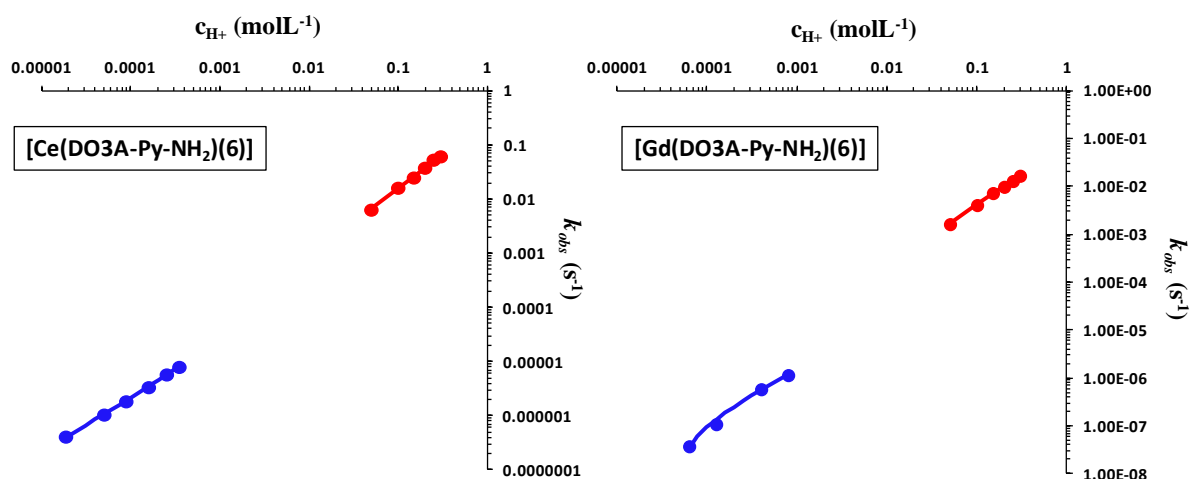 c_H+ (molL⁻¹)
0.00001 0.0001 0.001 0.01 0.1 1
1
0.1
0.01
0.001
0.0001
0.00001
0.000001
0.0000001
k_obs (s⁻¹)
[Ce(DO3A-Py-NH₂)(6)]
c_H+ (molL⁻¹)
0.00001 0.0001 0.001 0.01 0.1 1
1.00E+00
1.00E-01
1.00E-02
1.00E-03
1.00E-04
1.00E-05
1.00E-06
1.00E-07
1.00E-08
k_obs (s⁻¹)
[Gd(DO3A-Py-NH₂)(6)]